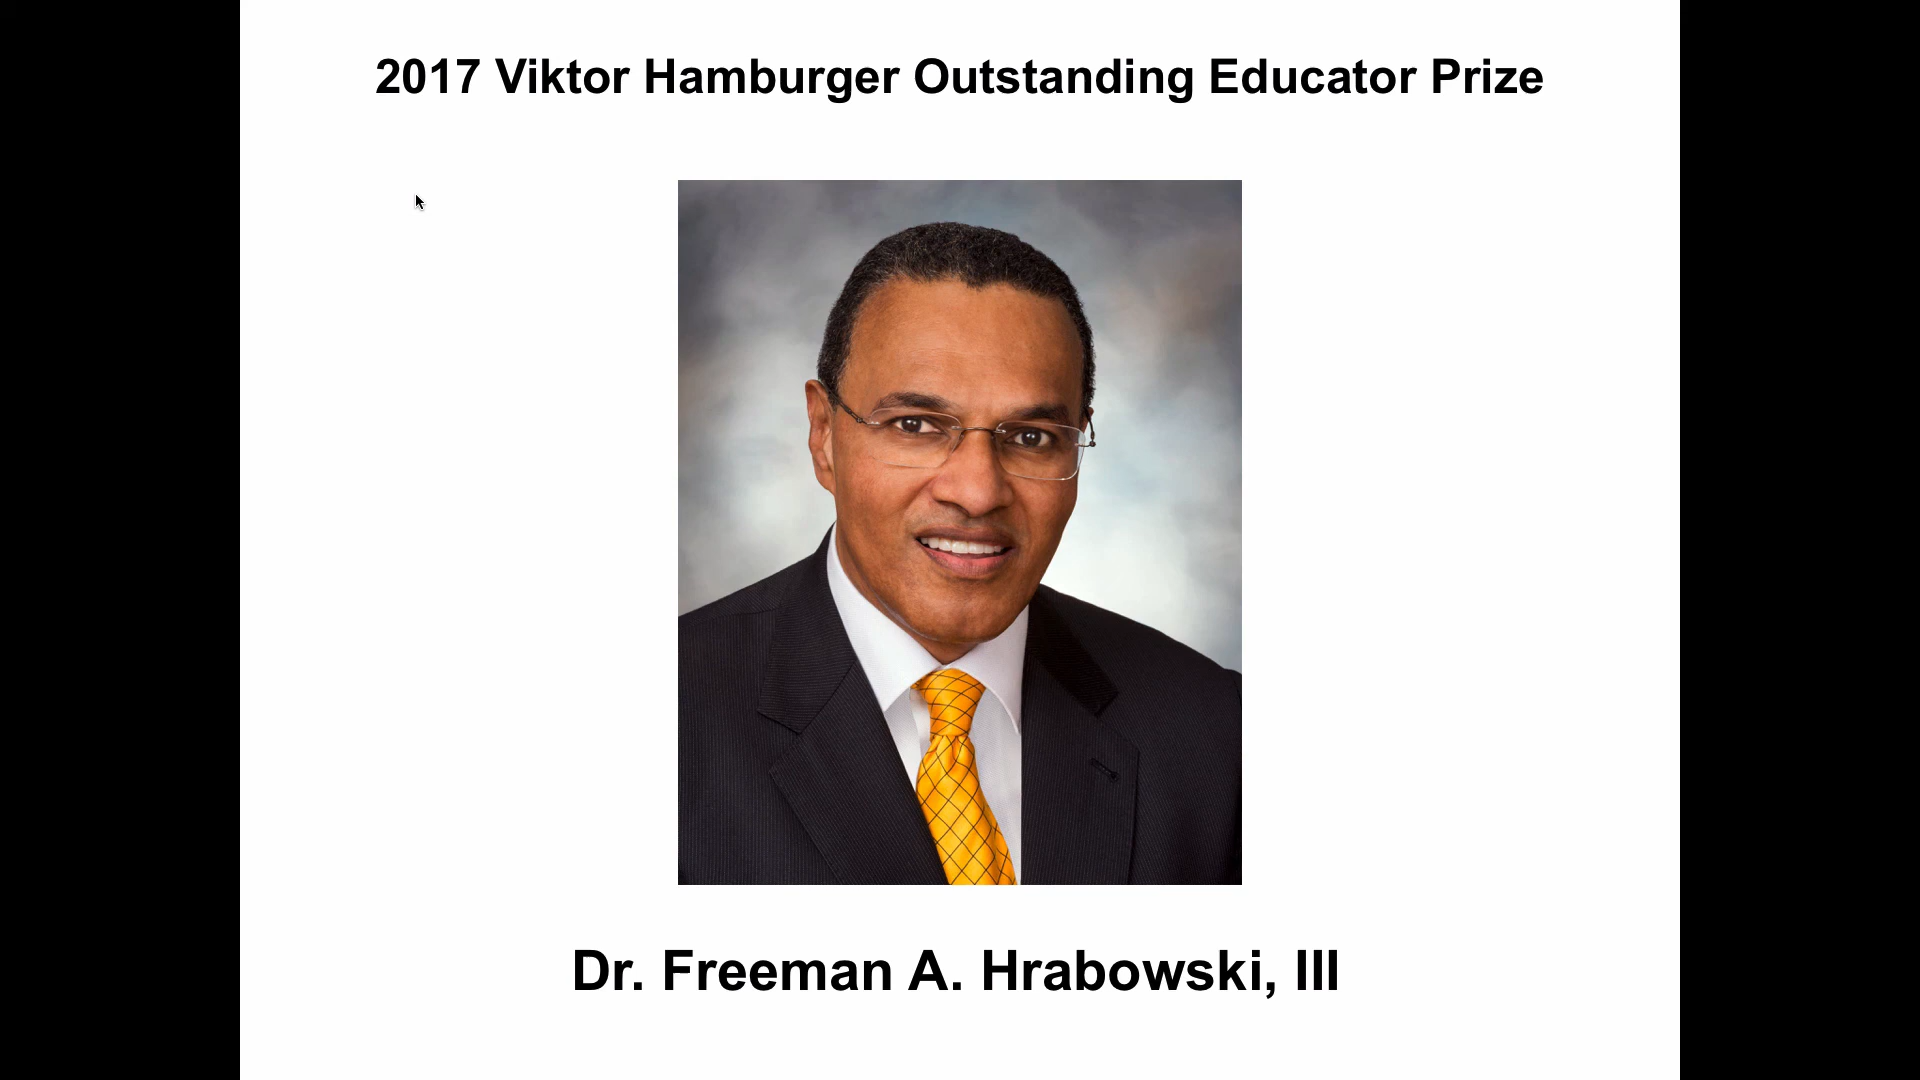 2017 Viktor Hamburger Outstanding Educator Prize
Dr. Freeman A. Hrabowski, III